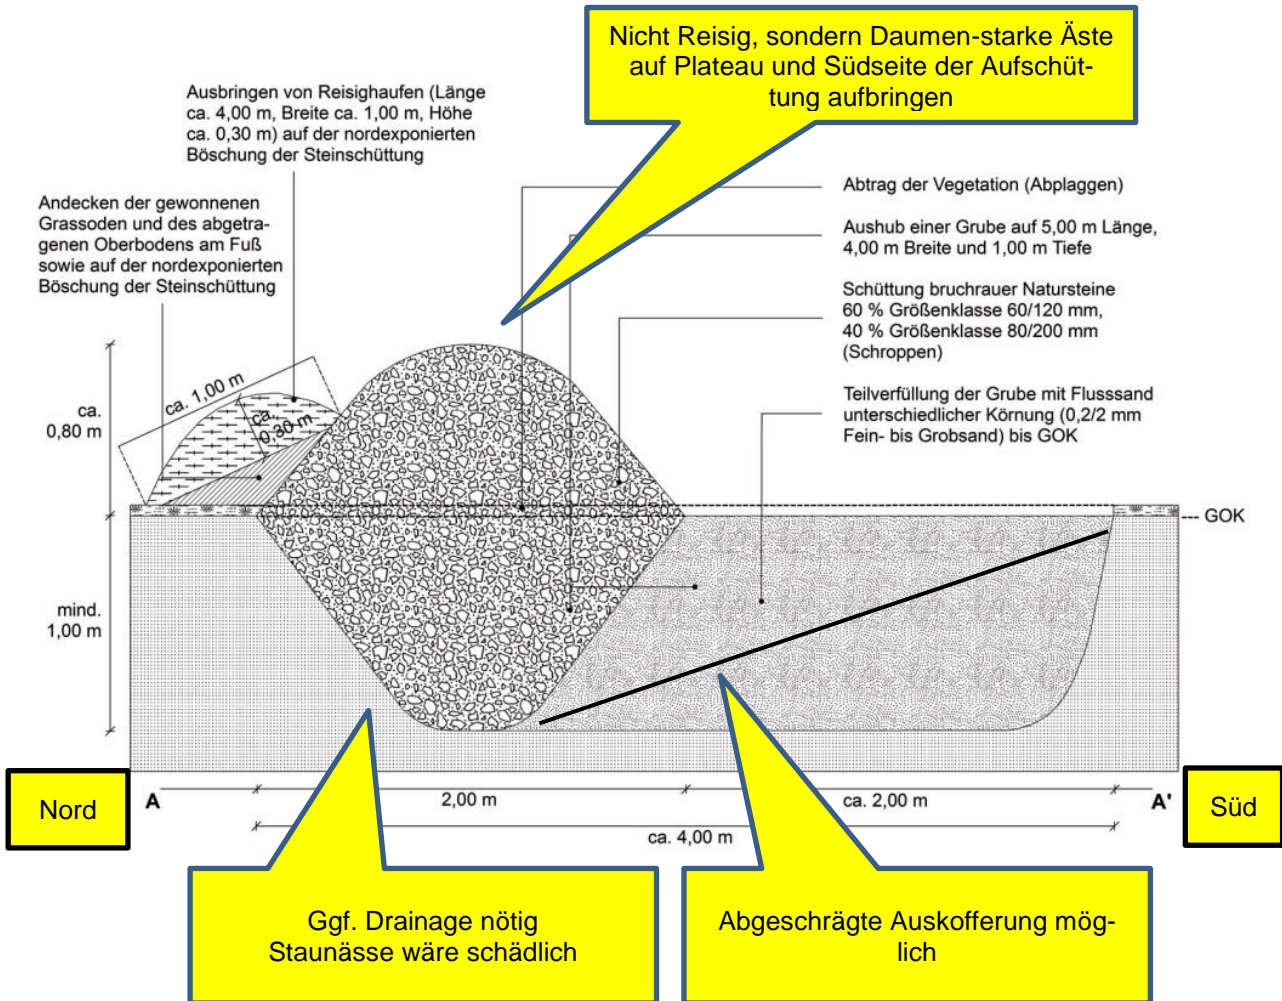 Nicht Reisig, sondern Daumen-starke Äste
auf Plateau und Südseite der Aufschüt-
tung aufbringen
Ausbringen von Reisighaufen (Länge
ca. 4,00 m, Breite ca. 1,00 m, Höhe
ca. 0,30 m) auf der nordexponierten
Böschung der Steinschüttung
Andecken der gewonnenen
Grassoden und des abgetra-
genen Oberbodens am Fuß
sowie auf der nordexponierten
Böschung der Steinschüttung
Abtrag der Vegetation (Abplaggen)
Aushub einer Grube auf 5,00 m Länge,
4,00 m Breite und 1,00 m Tiefe
Schüttung bruchrauer Natursteine
60 % Größenklasse 60/120 mm,
40 % Größenklasse 80/200 mm
(Schroppen)
Teilverfüllung der Grube mit Flusssand
unterschiedlicher Körnung (0,2/2 mm
Fein- bis Grobsand) bis GOK
ca. 1,00 m
ca.
0,30 m
ca.
0,80 m
GOK
mind.
1,00 m
Nord
A
2,00 m
ca. 2,00 m
A'
Süd
ca. 4,00 m
Ggf. Drainage nötig
Staunässe wäre schädlich
Abgeschrägte Auskofferung mög-
lich